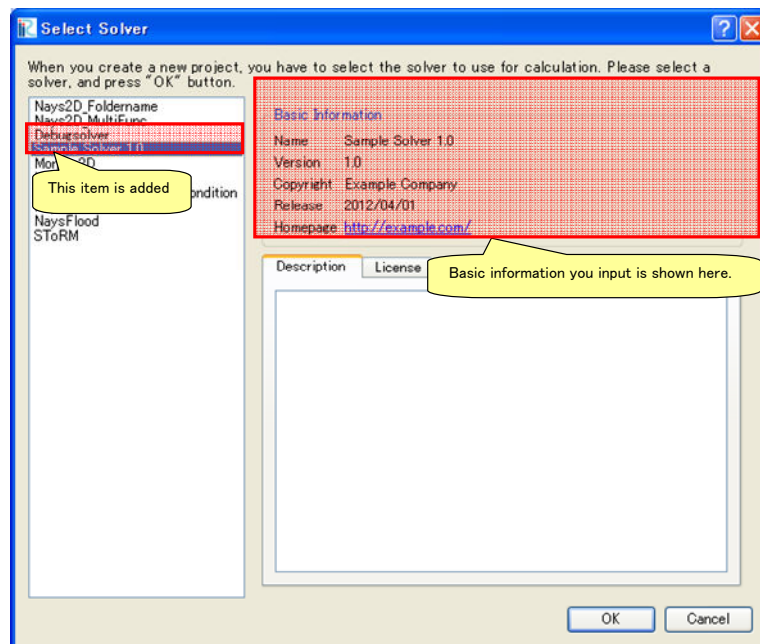 Select Solver
When you create a new project, you have to select the solver to use for calculation. Please select a
solver, and press "OK" button.
Nays2D_Foldername
Nays2D_MultiFunc
Debugsolver
Sample Solver 1.0
This item is added
ondition
NaysFlood
SToRM
Basic Information
Name Sample Solver 1.0
Version 1.0
Copyright Example Company
Release 2012/04/01
Homepage http://example.com/
Description License
Basic information you input is shown here.
OK Cancel